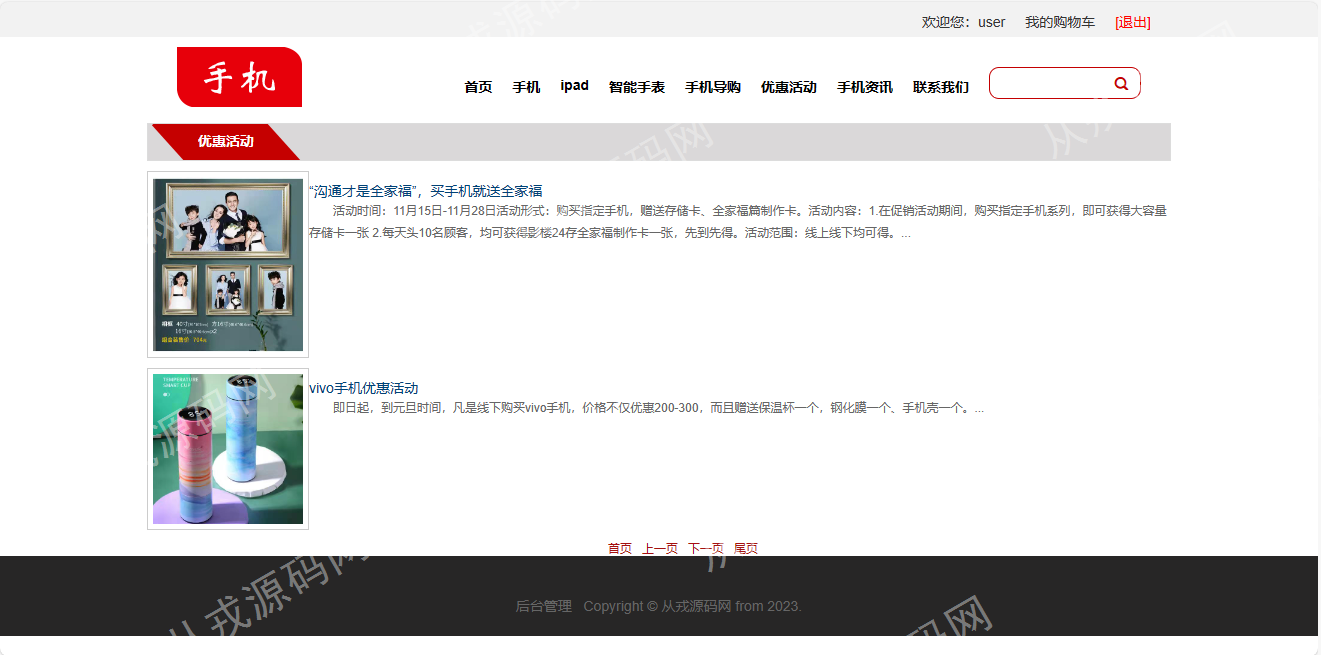 欢迎您：user 我的购物车 [退出]
手机
首页 手机 ipad 智能手表 手机导购 优惠活动 手机资讯 联系我们
优惠活动
“沟通才是全家福”，买手机就送全家福
活动时间：11月15日-11月28日活动形式：购买指定手机，赠送存储卡、全家福篇制作卡。活动内容：1.在促销活动期间，购买指定手机系列，即可获得大容量
存储卡一张 2.每天头10名顾客，均可获得影楼24存全家福制作卡一张，先到先得。活动范围：线上线下均可得。...
vivo手机优惠活动
即日起，到元旦时间，凡是线下购买vivo手机，价格不仅优惠200-300，而且赠送保温杯一个，钢化膜一个、手机壳一个。...
首页 上一页 下一页 尾页
后台管理 Copyright © 从戎源码网 from 2023.
从戎源码网